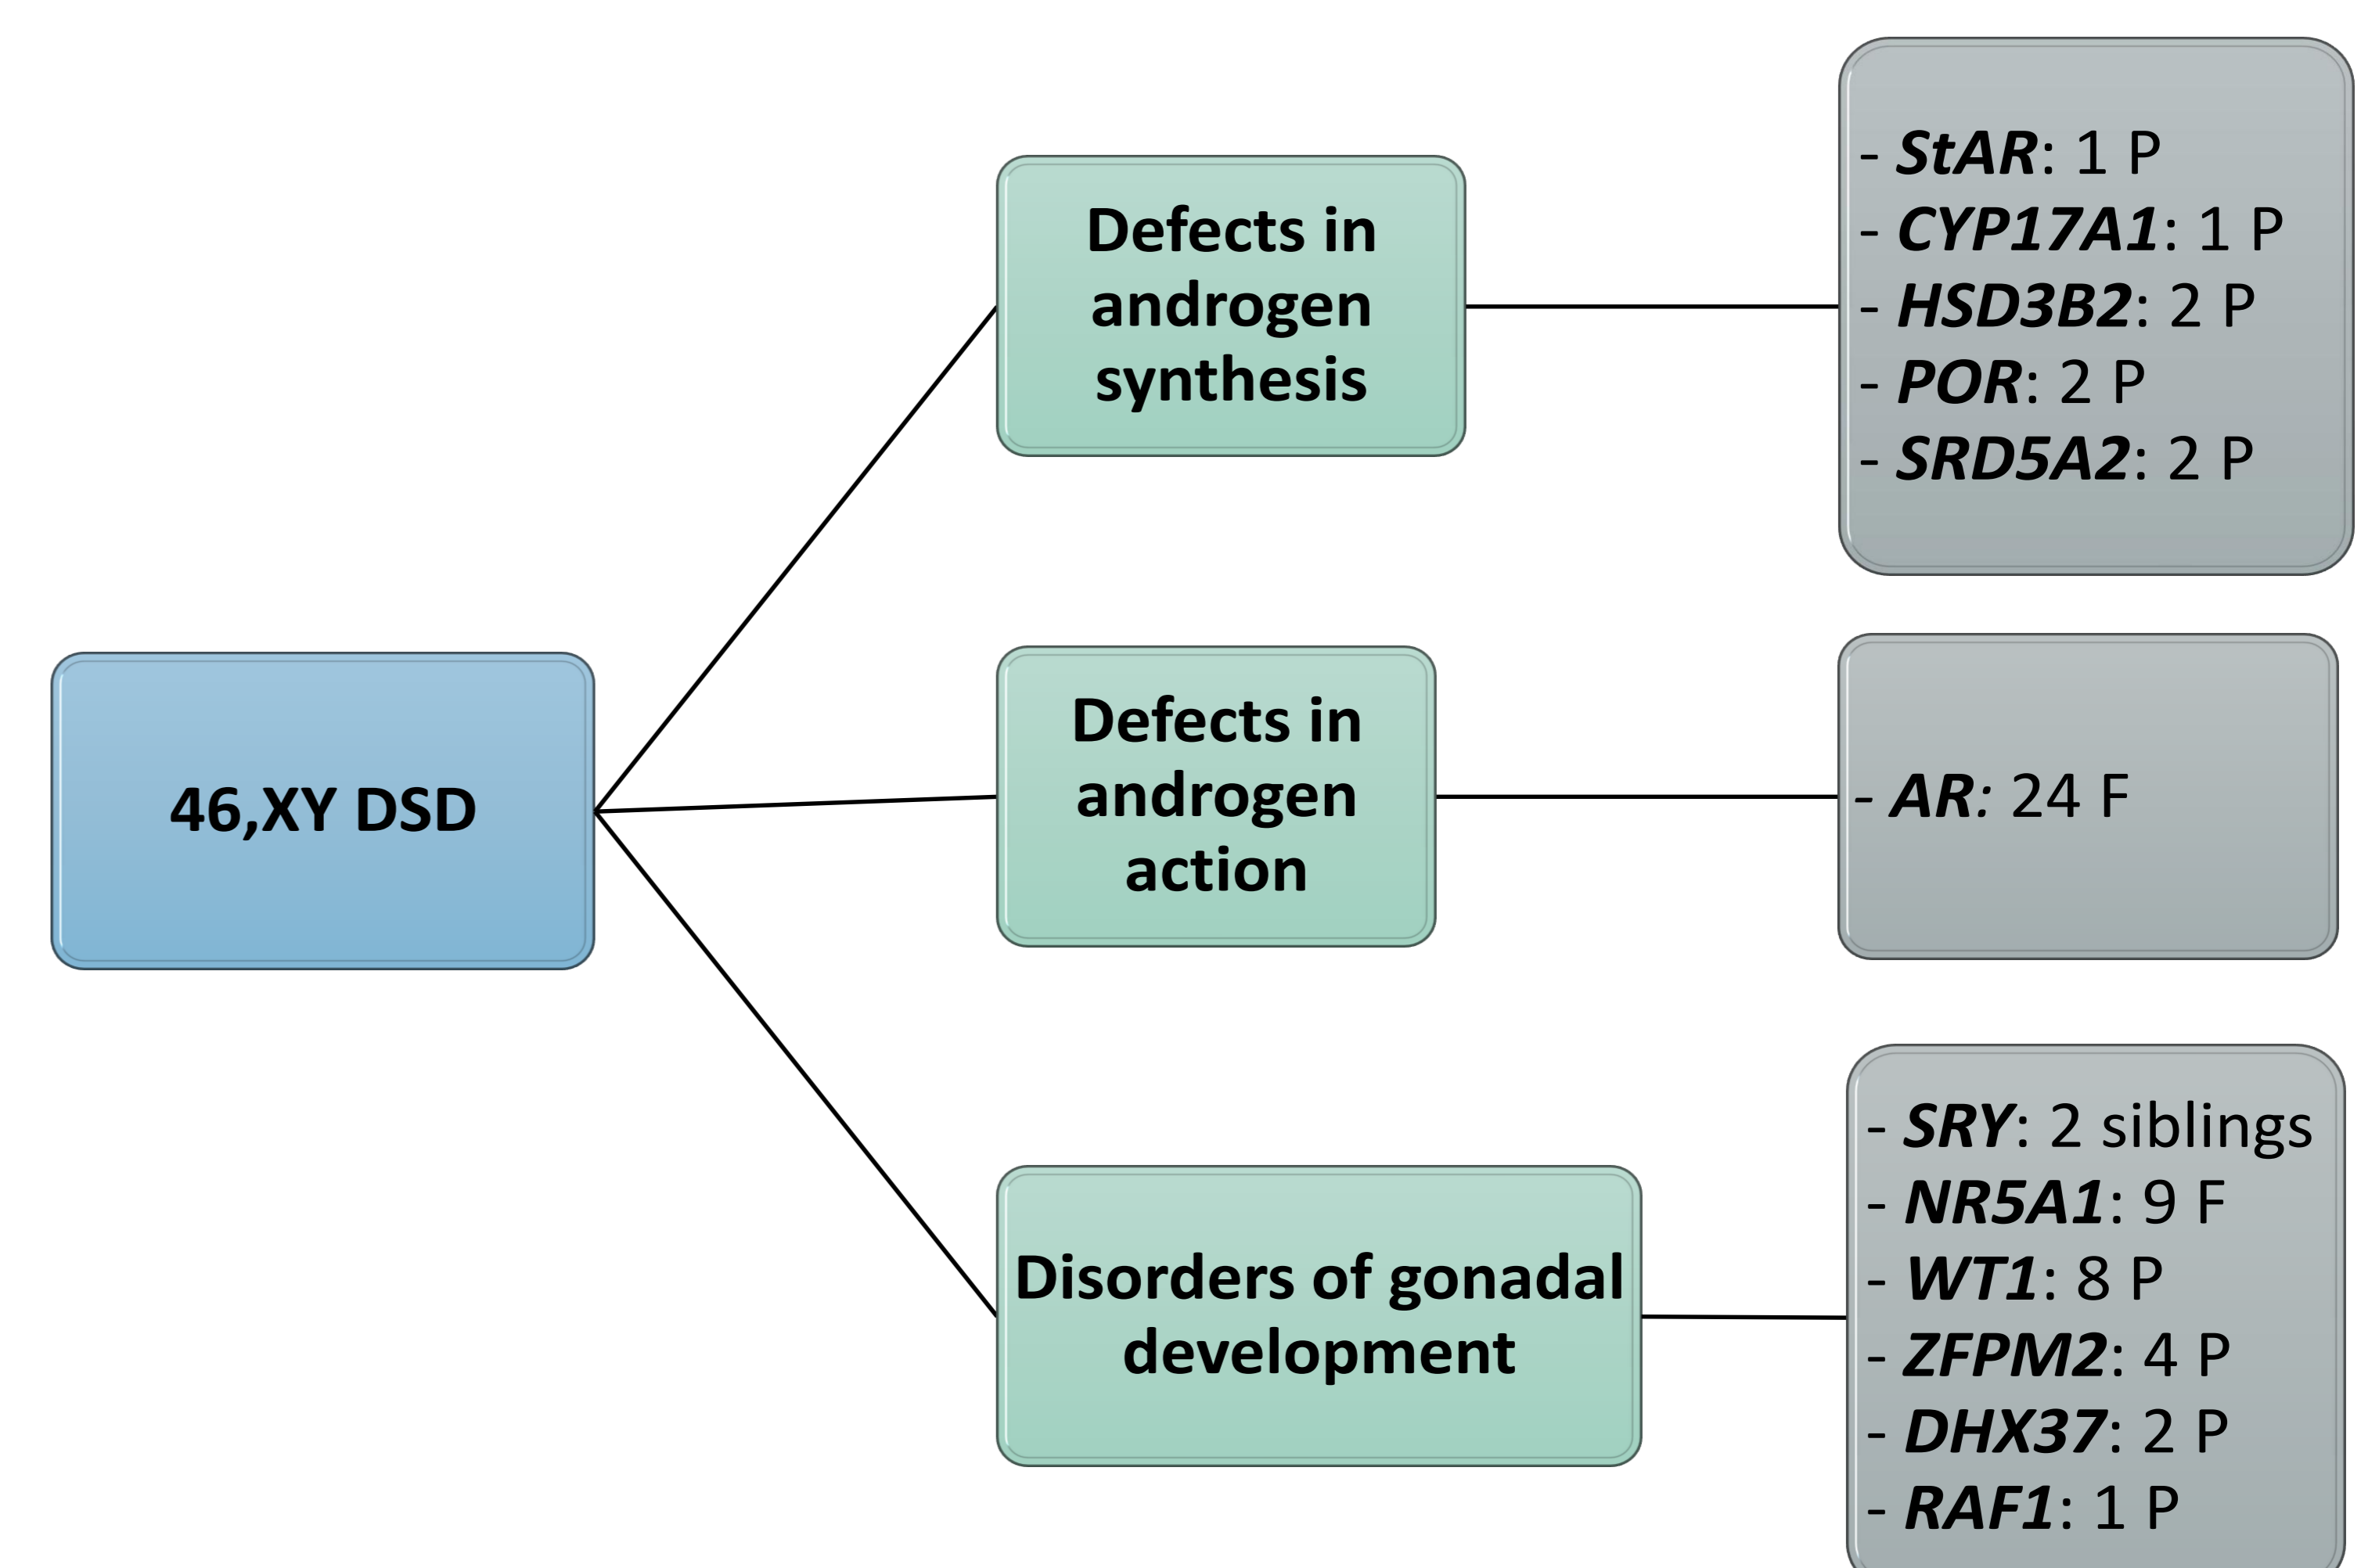 46,XY DSD
Defects in
androgen
synthesis
- StAR: 1 P
- CYP17A1: 1 P
- HSD3B2: 2 P
- POR: 2 P
- SRD5A2: 2 P
Defects in
androgen
action
- AR: 24 F
Disorders of gonadal
development
- SRY: 2 siblings
- NR5A1: 9 F
- WT1: 8 P
- ZFPM2: 4 P
- DHX37: 2 P
- RAF1: 1 P